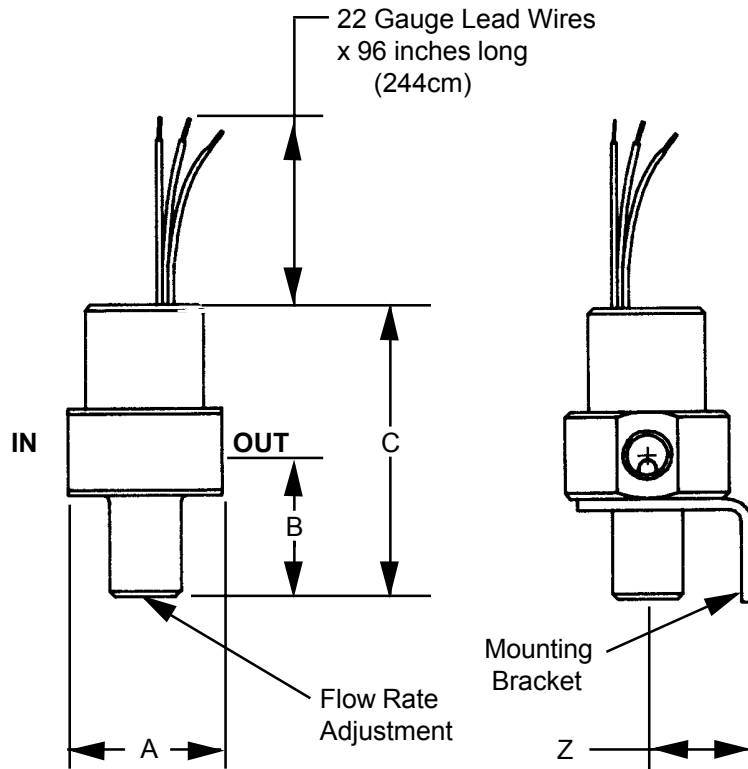 22 Gauge Lead Wires
x 96 inches long
(244cm)
IN
OUT
C
B
Mounting
Bracket
Flow Rate
Adjustment
A
Z